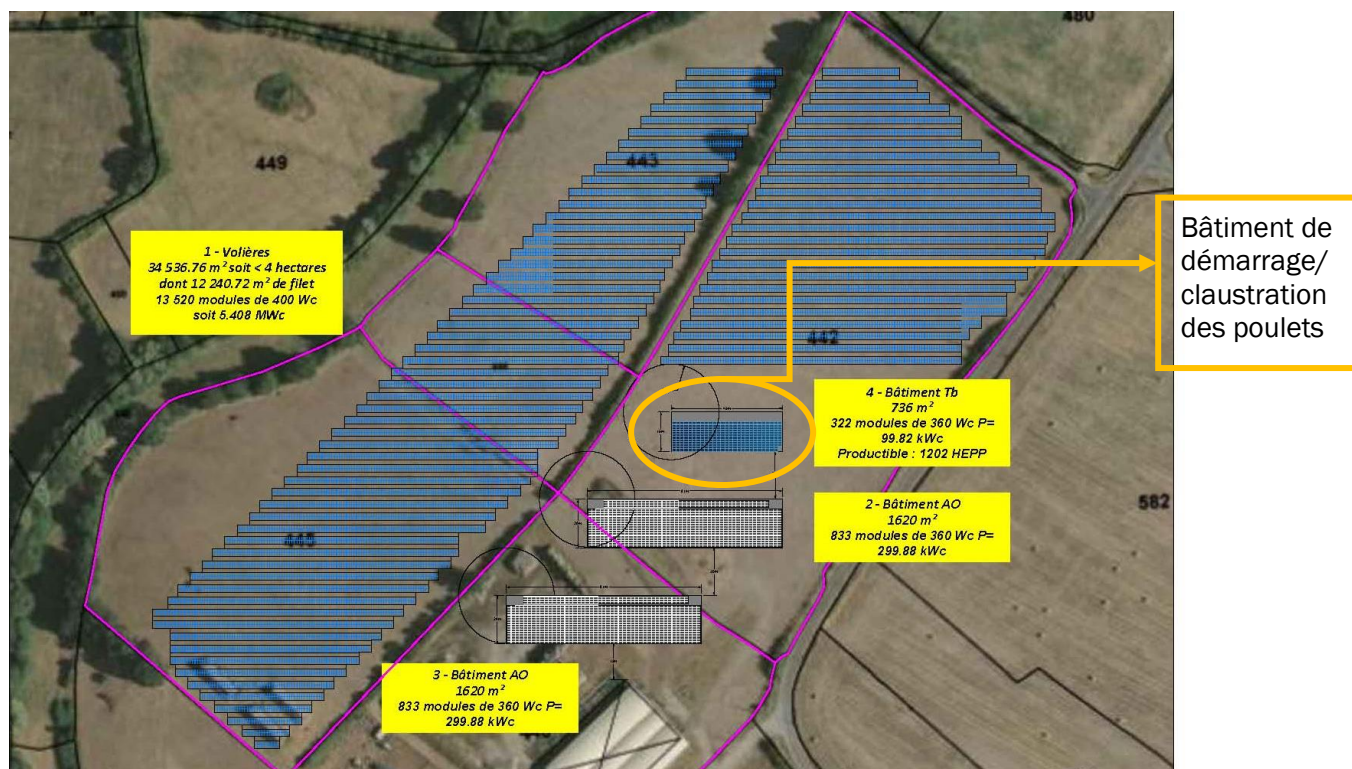 480
449
443
1 - Volières
34 536.76 m² soit < 4 hectares
dont 12 240.72 m² de filet
13 520 modules de 400 Wc
soit 5.408 MWc
Bâtiment de
démarrage/
claustration
des poulets
442
4 - Bâtiment Tb
736 m²
322 modules de 360 Wc P=
99.82 kWc
Productible : 1202 HEPP
2 - Bâtiment AO
1620 m²
833 modules de 360 Wc P=
299.88 kWc
582
445
3 - Bâtiment AO
1620 m²
833 modules de 360 Wc P=
299.88 kWc